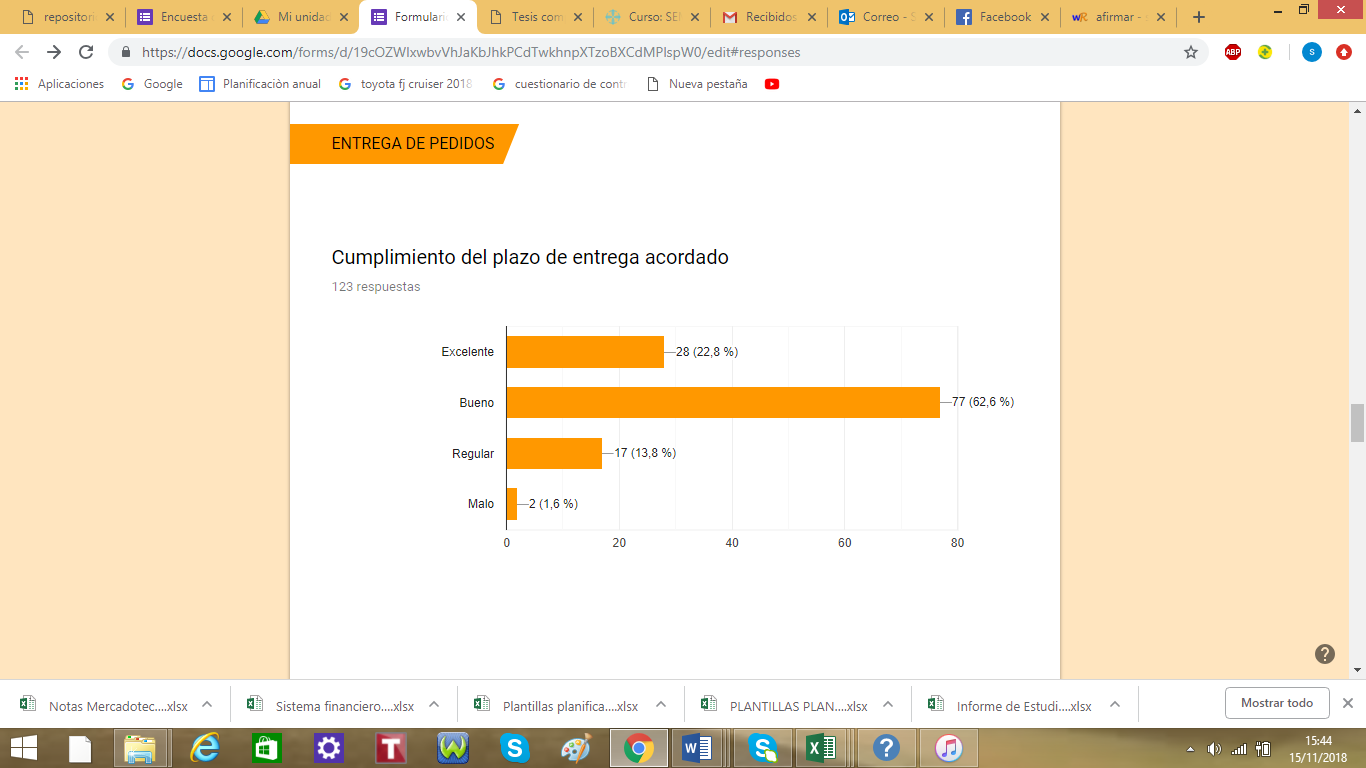 repositori
Encuesta
Mi unidad
Formulari
Tesis com
Curso: SE
Recibidos
Correo - S
Facebook
afirmar -
https://docs.google.com/forms/d/19cOZWIxwbvVhJaKbJhkPCdTwkhnpXTzoBXCdMPlspW0/edit#responses
ABP
S
Aplicaciones
Google
Planificaciòn anual
toyota fj cruiser 2018
cuestionario de cont
Nueva pestaña
ENTREGA DE PEDIDOS
Cumplimiento del plazo de entrega acordado
123 respuestas
Excelente 28 (22,8 %)
Bueno 77 (62,6 %)
Regular 17 (13,8 %)
Malo 2 (1,6 %)
0 20 40 60 80
Notas Mercadotec....xlsx
Sistema financiero....xlsx
Plantillas planifica....xlsx
PLANTILLAS PLAN....xlsx
Informe de Estudi....xlsx
Mostrar todo
15:44
15/11/2018